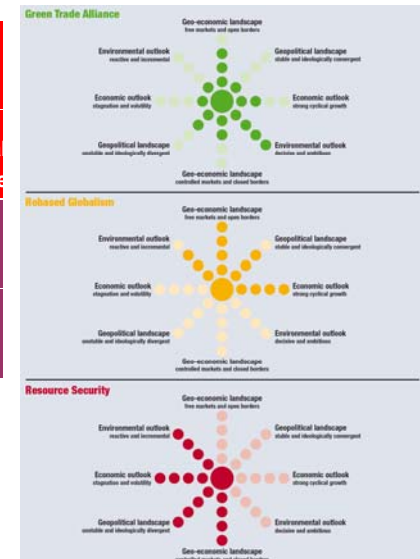 Green Trade Alliance
Geo-economic landscape
free markets and open borders
Environmental outlook
reactive and incremental
Geopolitical landscape
stable and ideologically convergent
Economic outlook
stagnation and volatility
Economic outlook
strong cyclical growth
Geopolitical landscape
unstable and ideologically divergent
Environmental outlook
decisive and ambitious
Geo-economic landscape
controlled markets and closed borders
Rebased Globalism
Geo-economic landscape
free markets and open borders
Environmental outlook
reactive and incremental
Geopolitical landscape
stable and ideologically convergent
Economic outlook
stagnation and volatility
Economic outlook
strong cyclical growth
Geopolitical landscape
unstable and ideologically divergent
Environmental outlook
decisive and ambitious
Geo-economic landscape
controlled markets and closed borders
Resource Security
Geo-economic landscape
free markets and open borders
Environmental outlook
reactive and incremental
Geopolitical landscape
stable and ideologically convergent
Economic outlook
stagnation and volatility
Economic outlook
strong cyclical growth
Geopolitical landscape
unstable and ideologically divergent
Environmental outlook
decisive and ambitious
Geo-economic landscape
controlled markets and closed borders